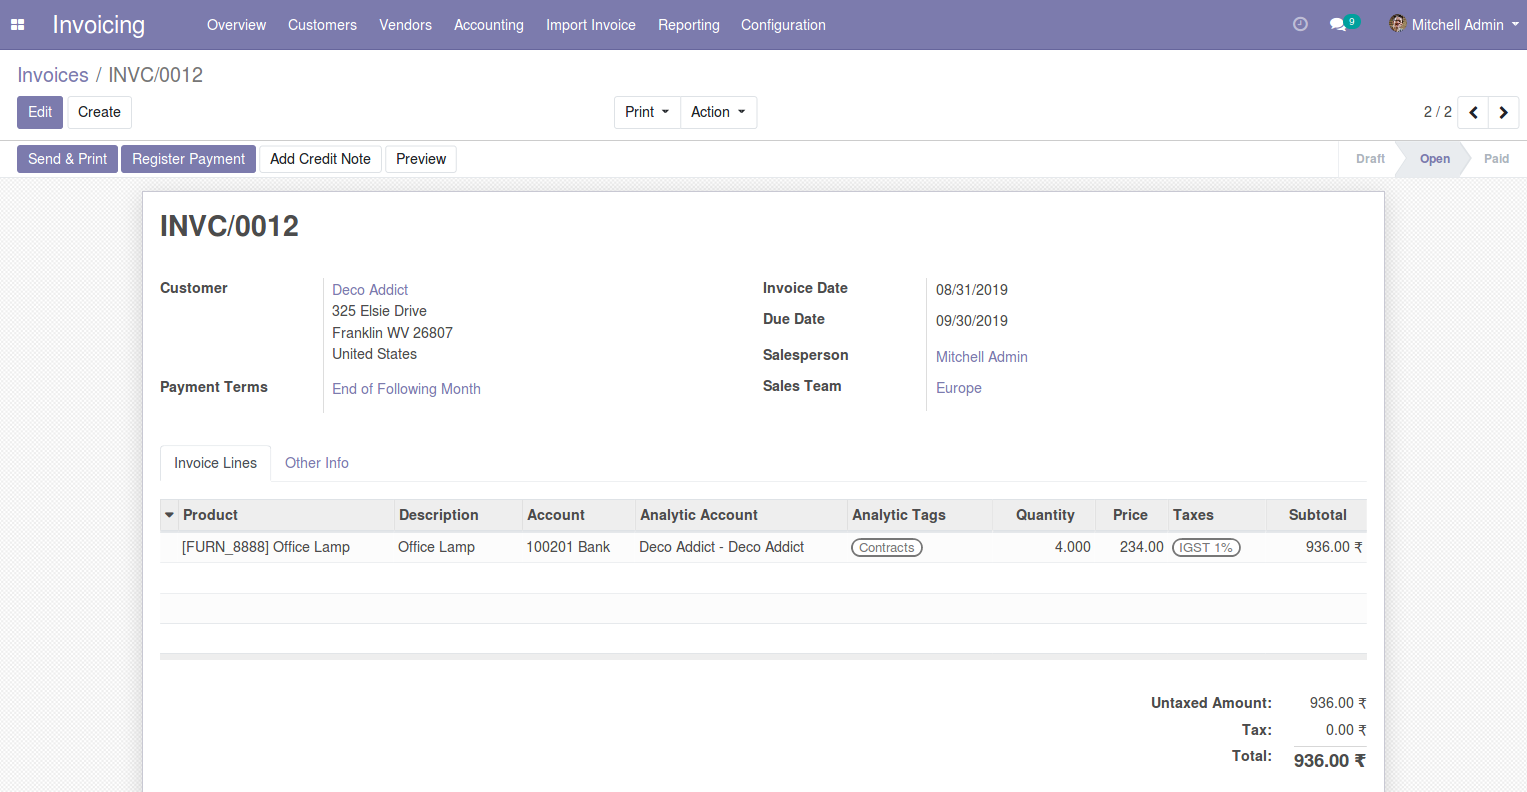 Invoicing Overview Customers Vendors Accounting Import Invoice Reporting Configuration 9 Mitchell Admin
Invoices / INVC/0012
Edit Create Print Action 2 / 2
Send & Print Register Payment Add Credit Note Preview Draft Open Paid
INVC/0012
Customer Deco Addict
325 Elsie Drive
Franklin WV 26807
United States
Payment Terms End of Following Month
Invoice Date 08/31/2019
Due Date 09/30/2019
Salesperson Mitchell Admin
Sales Team Europe
Invoice Lines Other Info
Product Description Account Analytic Account Analytic Tags Quantity Price Taxes Subtotal
[FURN_8888] Office Lamp Office Lamp 100201 Bank Deco Addict - Deco Addict Contracts 4.000 234.00 IGST 1% 936.00 ₹
Untaxed Amount: 936.00 ₹
Tax: 0.00 ₹
Total: 936.00 ₹